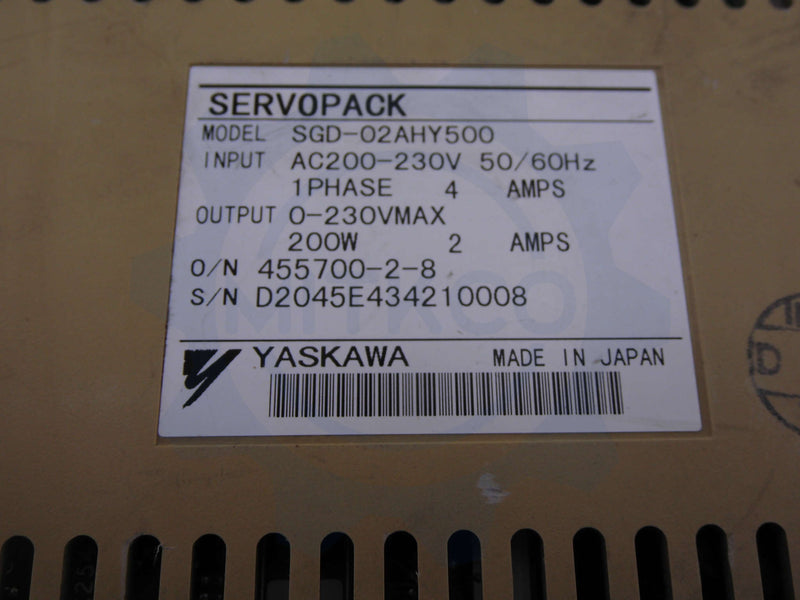 SERVOPACK
MODEL SGD-02AHY500
INPUT AC200-230V 50/60Hz
1PHASE 4 AMPS
OUTPUT 0-230VMAX
200W 2 AMPS
O/N 455700-2-8
S/N D2045E434210008
MITKCO
YASKAWA MADE IN JAPAN